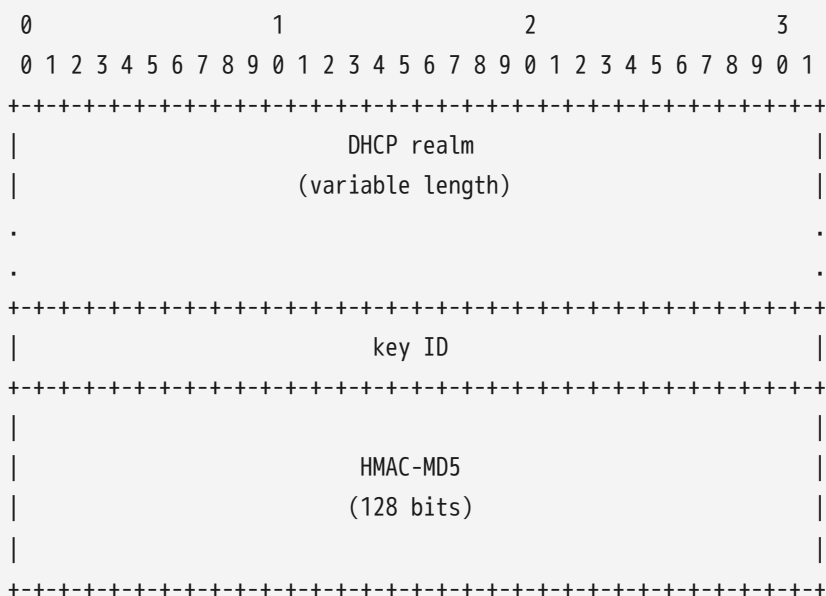 0                   1                   2                   3
 0 1 2 3 4 5 6 7 8 9 0 1 2 3 4 5 6 7 8 9 0 1 2 3 4 5 6 7 8 9 0 1
+-+-+-+-+-+-+-+-+-+-+-+-+-+-+-+-+-+-+-+-+-+-+-+-+-+-+-+-+-+-+-+-+
|                          DHCP realm                           |
|                      (variable length)                        |
.                                                               .
.                                                               .
+-+-+-+-+-+-+-+-+-+-+-+-+-+-+-+-+-+-+-+-+-+-+-+-+-+-+-+-+-+-+-+-+
|                            key ID                             |
+-+-+-+-+-+-+-+-+-+-+-+-+-+-+-+-+-+-+-+-+-+-+-+-+-+-+-+-+-+-+-+-+
|                                                               |
|                           HMAC-MD5                            |
|                          (128 bits)                           |
|                                                               |
+-+-+-+-+-+-+-+-+-+-+-+-+-+-+-+-+-+-+-+-+-+-+-+-+-+-+-+-+-+-+-+-+